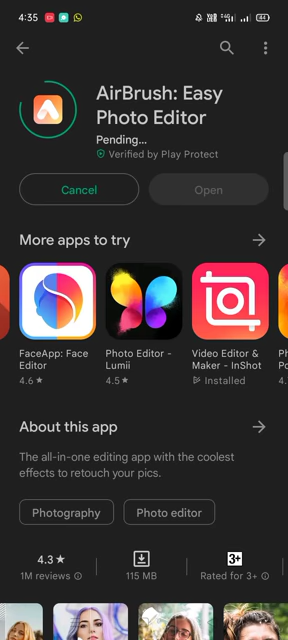 4:35
44
AirBrush: Easy
Photo Editor
Pending...
Verified by Play Protect
Cancel
Open
More apps to try
FaceApp: Face
Editor
4.6★
Photo Editor -
Lumii
4.5★
Video Editor &
Maker - InShot
Installed
About this app
The all-in-one editing app with the coolest
effects to retouch your pics.
Photography
Photo editor
4.3★
1M reviews
115 MB
3+
Rated for 3+